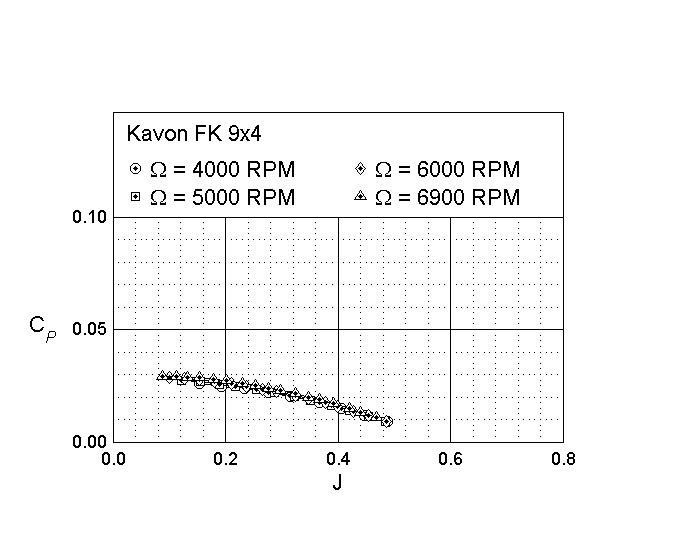 Kavon FK 9x4
Ω = 4000 RPM
Ω = 6000 RPM
Ω = 5000 RPM
Ω = 6900 RPM
0.10
0.05
0.00
CP
0.0 0.2 0.4 0.6 0.8
J